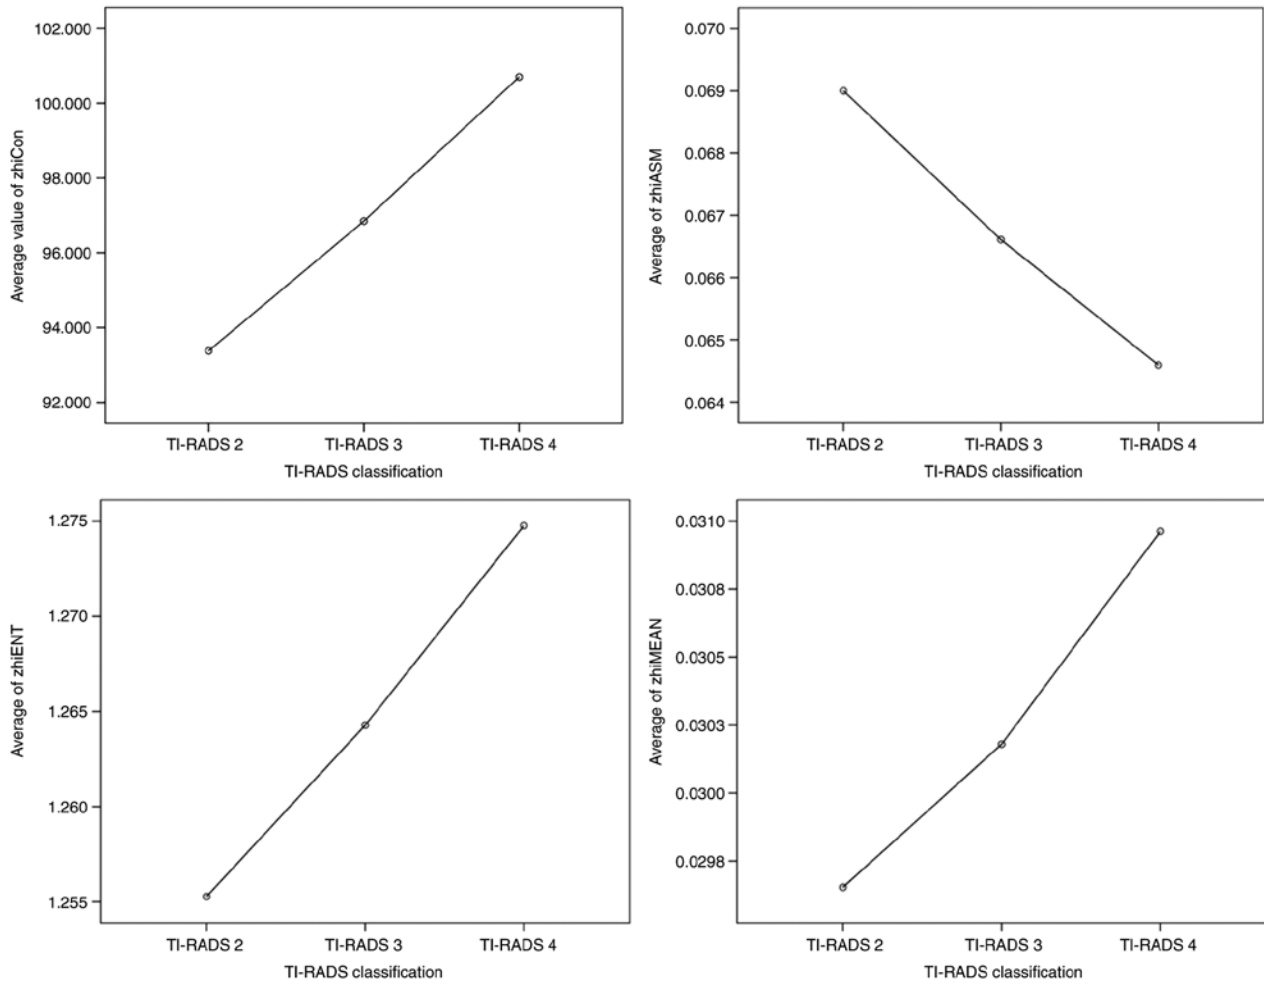 Average value of zhiCon
102.000
100.000
98.000
96.000
94.000
92.000
TI-RADS 2
TI-RADS 3
TI-RADS 4
TI-RADS classification
Average of zhiASM
0.070
0.069
0.068
0.067
0.066
0.065
0.064
TI-RADS 2
TI-RADS 3
TI-RADS 4
TI-RADS classification
Average of zhiENT
1.275
1.270
1.265
1.260
1.255
TI-RADS 2
TI-RADS 3
TI-RADS 4
TI-RADS classification
Average of zhiMEAN
0.0310
0.0308
0.0305
0.0303
0.0300
0.0298
TI-RADS 2
TI-RADS 3
TI-RADS 4
TI-RADS classification